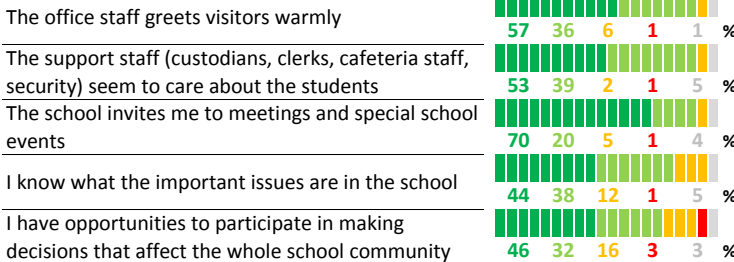 The office staff greets visitors warmly
57 36 6 1 1 %
The support staff (custodians, clerks, cafeteria staff,
security) seem to care about the students
53 39 2 1 5 %
The school invites me to meetings and special school
events
70 20 5 1 4 %
I know what the important issues are in the school
44 38 12 1 5 %
I have opportunities to participate in making
decisions that affect the whole school community
46 32 16 3 3 %